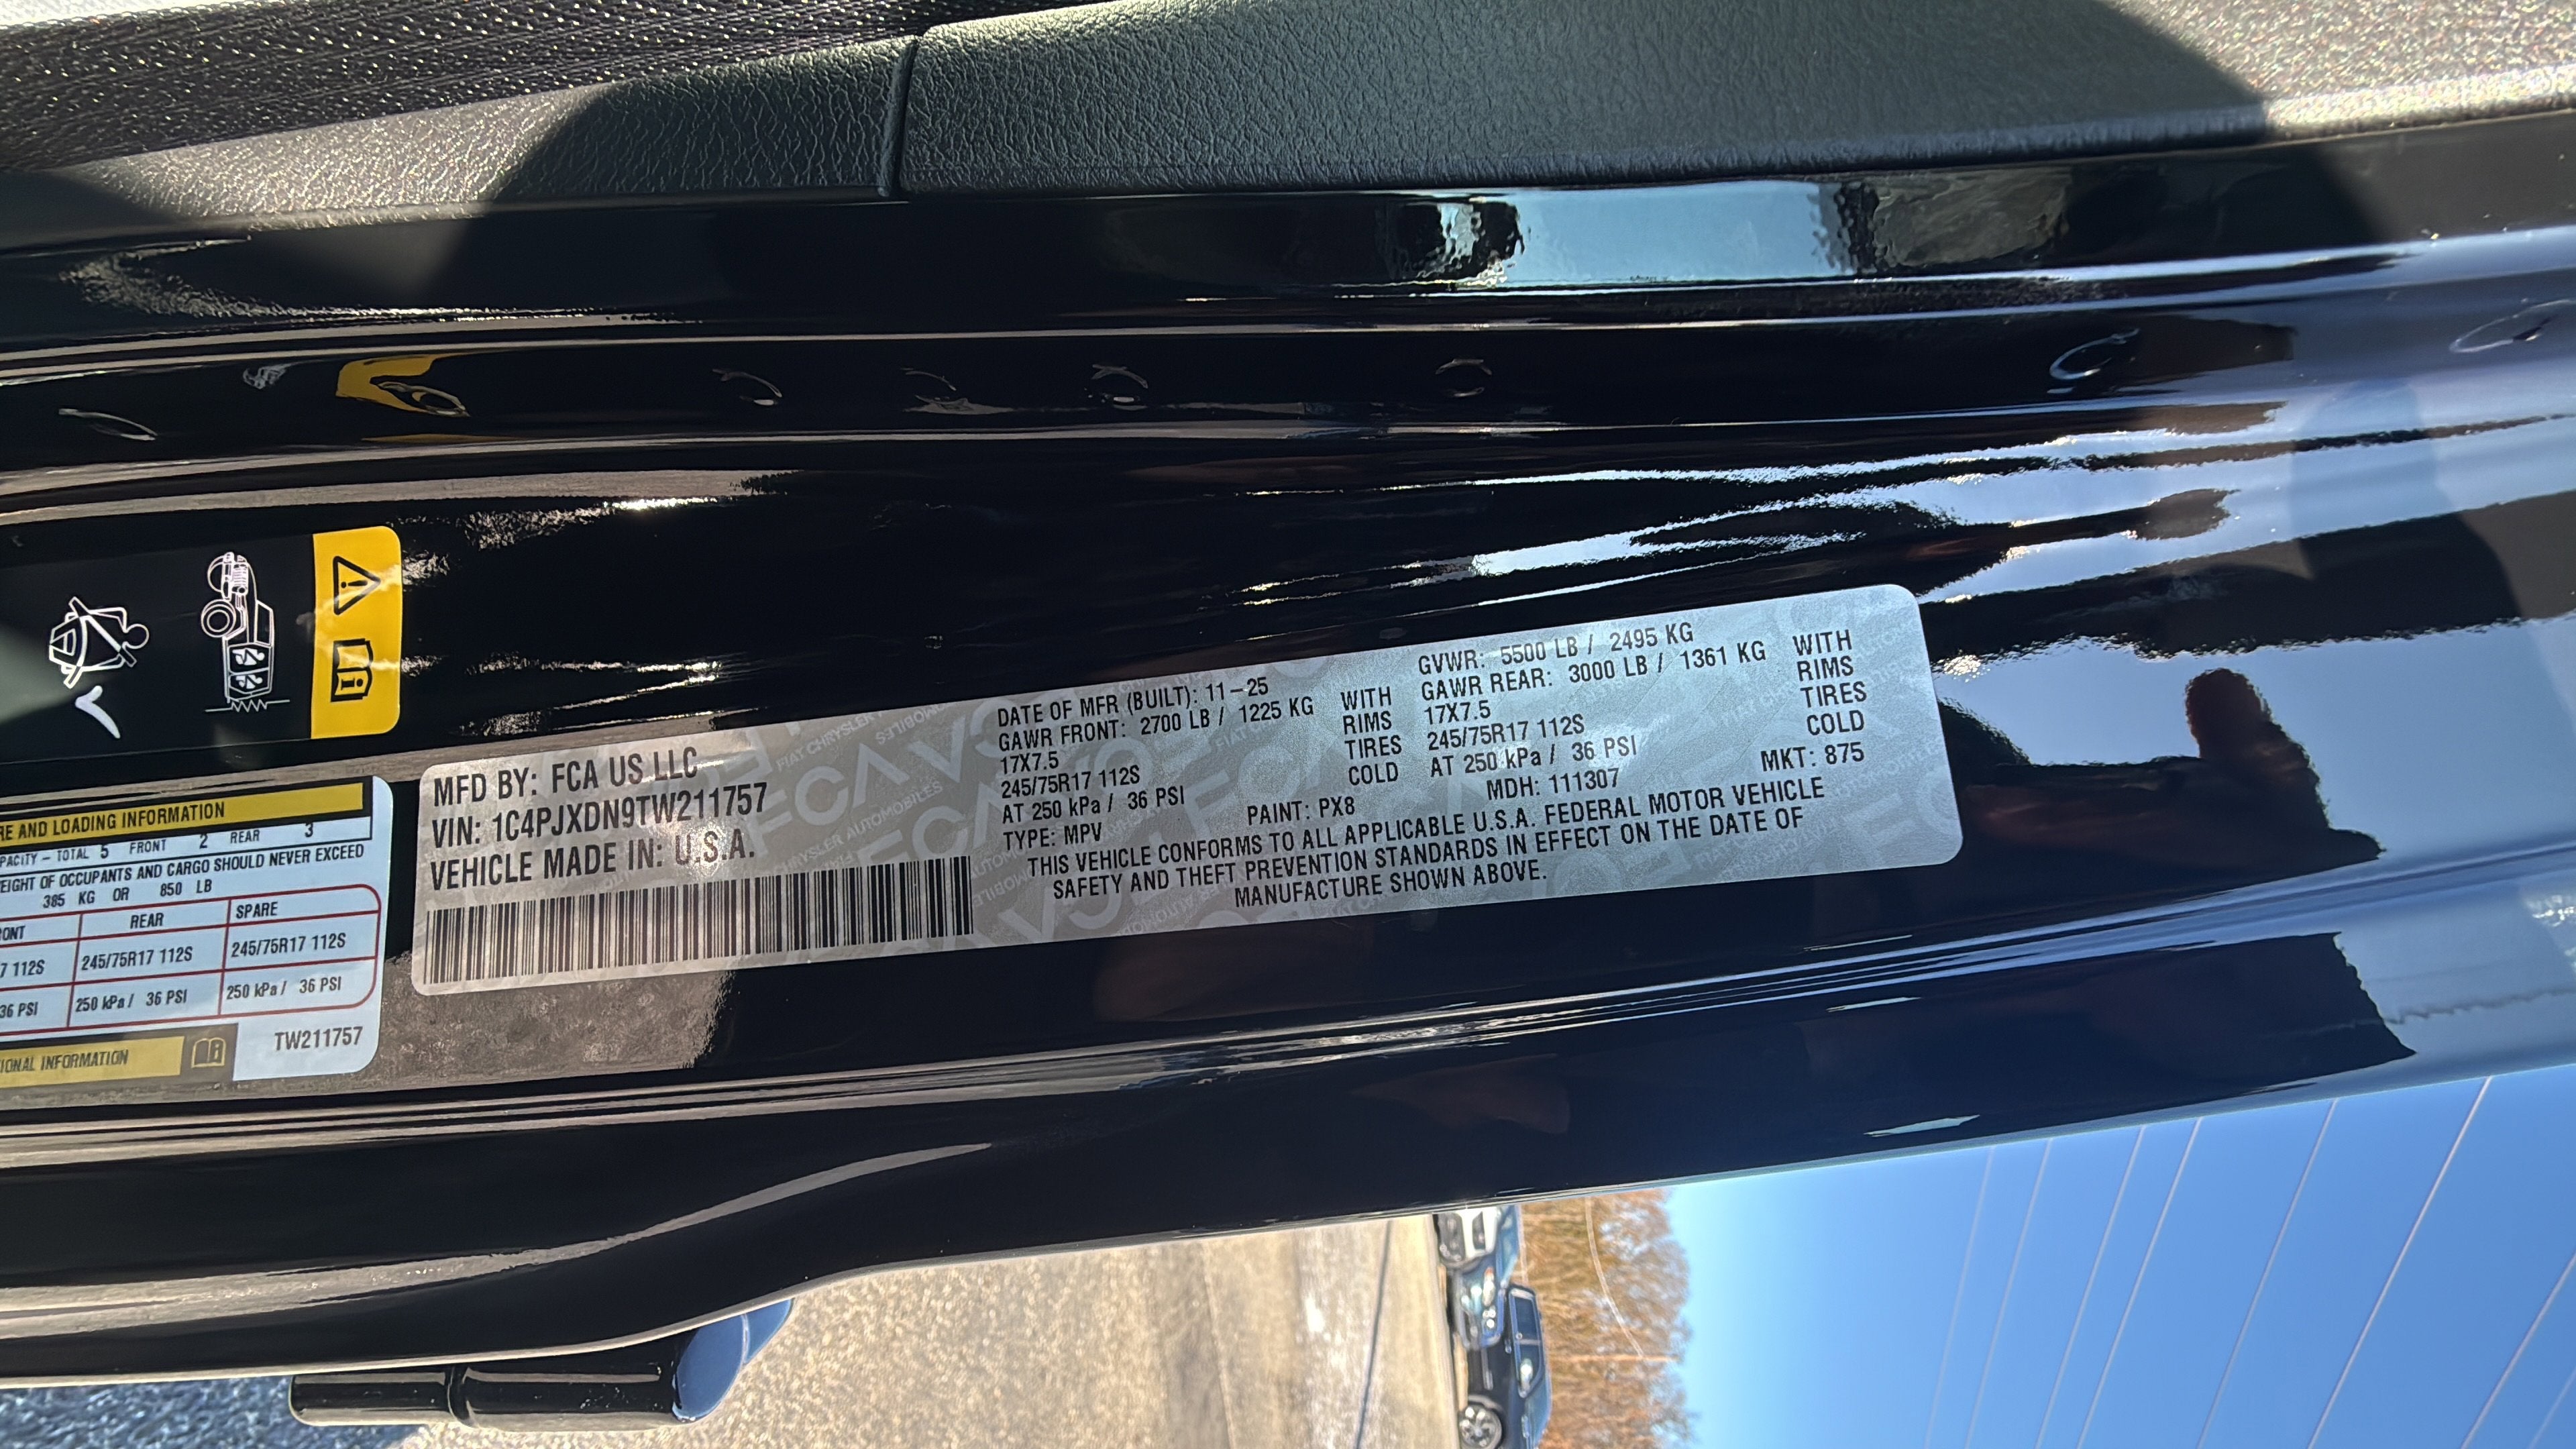 RE AND LOADING INFORMATION
PACITY - TOTAL 5 FRONT 2 REAR 3
EIGHT OF OCCUPANTS AND CARGO SHOULD NEVER EXCEED
385 KG OR 850 LB
ONT REAR SPARE
7 112S 245/75R17 112S 245/75R17 112S
36 PSI 250 kPa / 36 PSI 250 kPa / 36 PSI
IONAL INFORMATION
TW211757
MFD BY: FCA US LLC
VIN: 1C4PJXDN9TW211757
VEHICLE MADE IN: U.S.A.
DATE OF MFR (BUILT): 11-25 GVWR: 5500 LB / 2495 KG
GAWR FRONT: 2700 LB / 1225 KG WITH GAWR REAR: 3000 LB / 1361 KG WITH
17X7.5 RIMS 17X7.5 RIMS
245/75R17 112S TIRES 245/75R17 112S TIRES
AT 250 kPa / 36 PSI COLD AT 250 kPa / 36 PSI COLD
TYPE: MPV PAINT: PX8 MDH: 111307 MKT: 875
THIS VEHICLE CONFORMS TO ALL APPLICABLE U.S.A. FEDERAL MOTOR VEHICLE
SAFETY AND THEFT PREVENTION STANDARDS IN EFFECT ON THE DATE OF
MANUFACTURE SHOWN ABOVE.